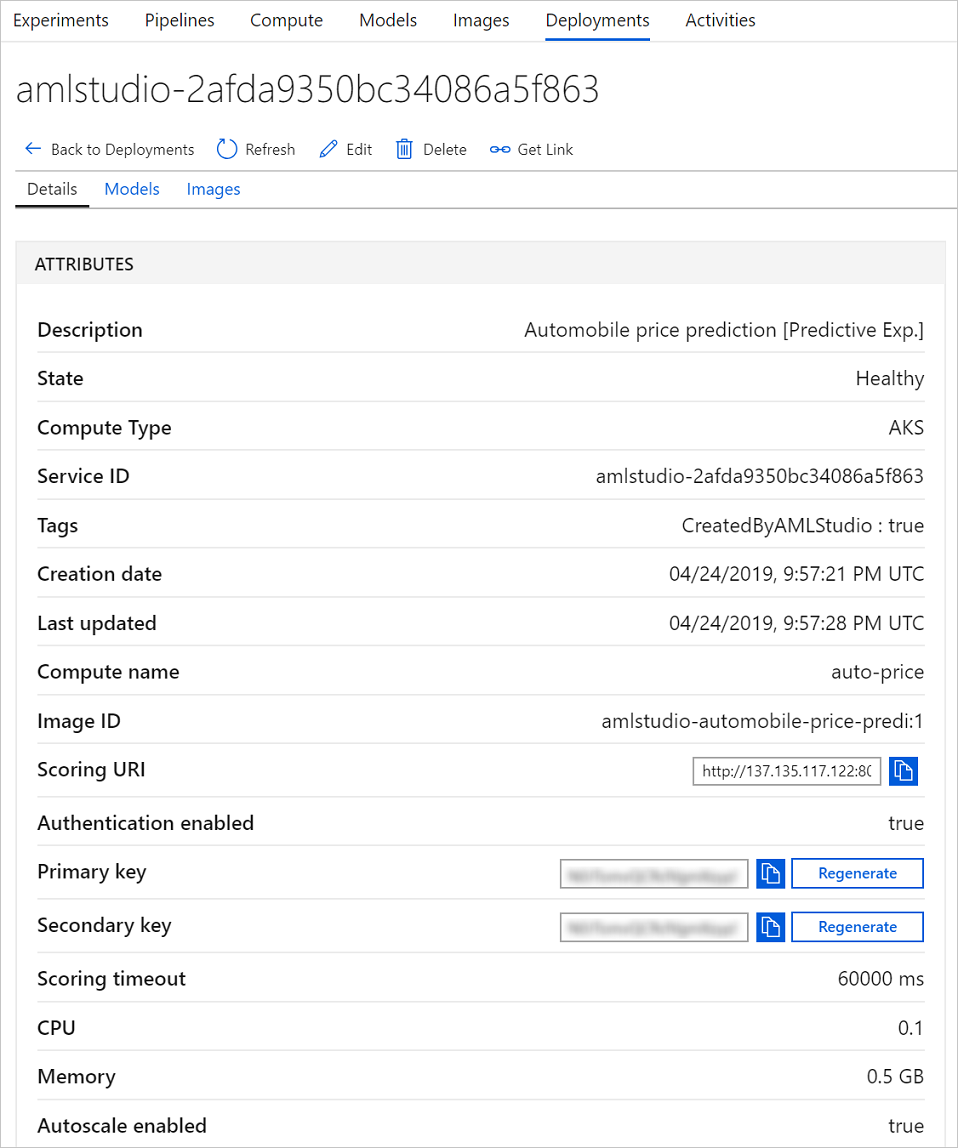 Experiments Pipelines Compute Models Images Deployments Activities
amlstudio-2afda9350bc34086a5f863
Back to Deployments Refresh Edit Delete Get Link
Details Models Images
ATTRIBUTES
Description Automobile price prediction [Predictive Exp.]
State Healthy
Compute Type AKS
Service ID amlstudio-2afda9350bc34086a5f863
Tags CreatedByAMLStudio : true
Creation date 04/24/2019, 9:57:21 PM UTC
Last updated 04/24/2019, 9:57:28 PM UTC
Compute name auto-price
Image ID amlstudio-automobile-price-predi:1
Scoring URI http://137.135.117.122:80
Authentication enabled true
Primary key Regenerate
Secondary key Regenerate
Scoring timeout 60000 ms
CPU 0.1
Memory 0.5 GB
Autoscale enabled true